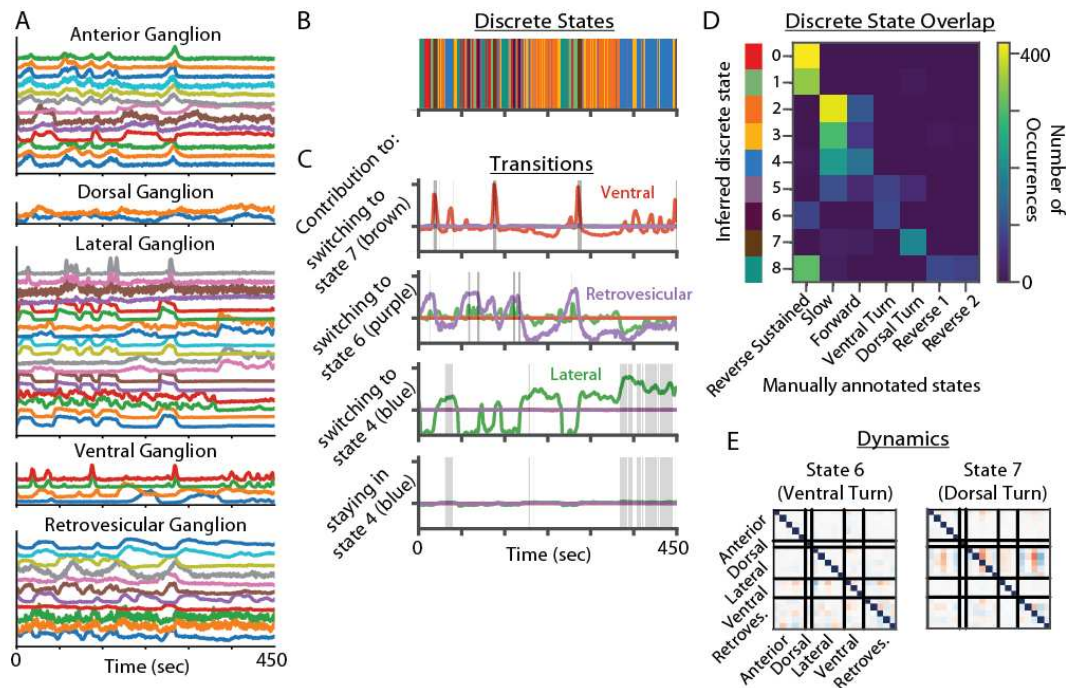 A
Anterior Ganglion
Dorsal Ganglion
Lateral Ganglion
Ventral Ganglion
Retrovesicular Ganglion
0
450
Time (sec)
B
Discrete States
C
Transitions
Contribution to:
switching to
state 7 (brown)
Ventral
switching to
state 6 (purple)
Retrovesicular
switching to
state 4 (blue)
Lateral
staying in
state 4 (blue)
0
450
Time (sec)
D
Discrete State Overlap
Inferred discrete state
0
1
2
3
4
5
6
7
8
Reverse Sustained
Slow
Forward
Ventral Turn
Dorsal Turn
Reverse 1
Reverse 2
Manually annotated states
400
0
Number of
Occurrences
E
Dynamics
State 6
(Ventral Turn)
State 7
(Dorsal Turn)
Anterior
Dorsal
Lateral
Ventral
Retroves.
Anterior
Dorsal
Lateral
Ventral
Retroves.